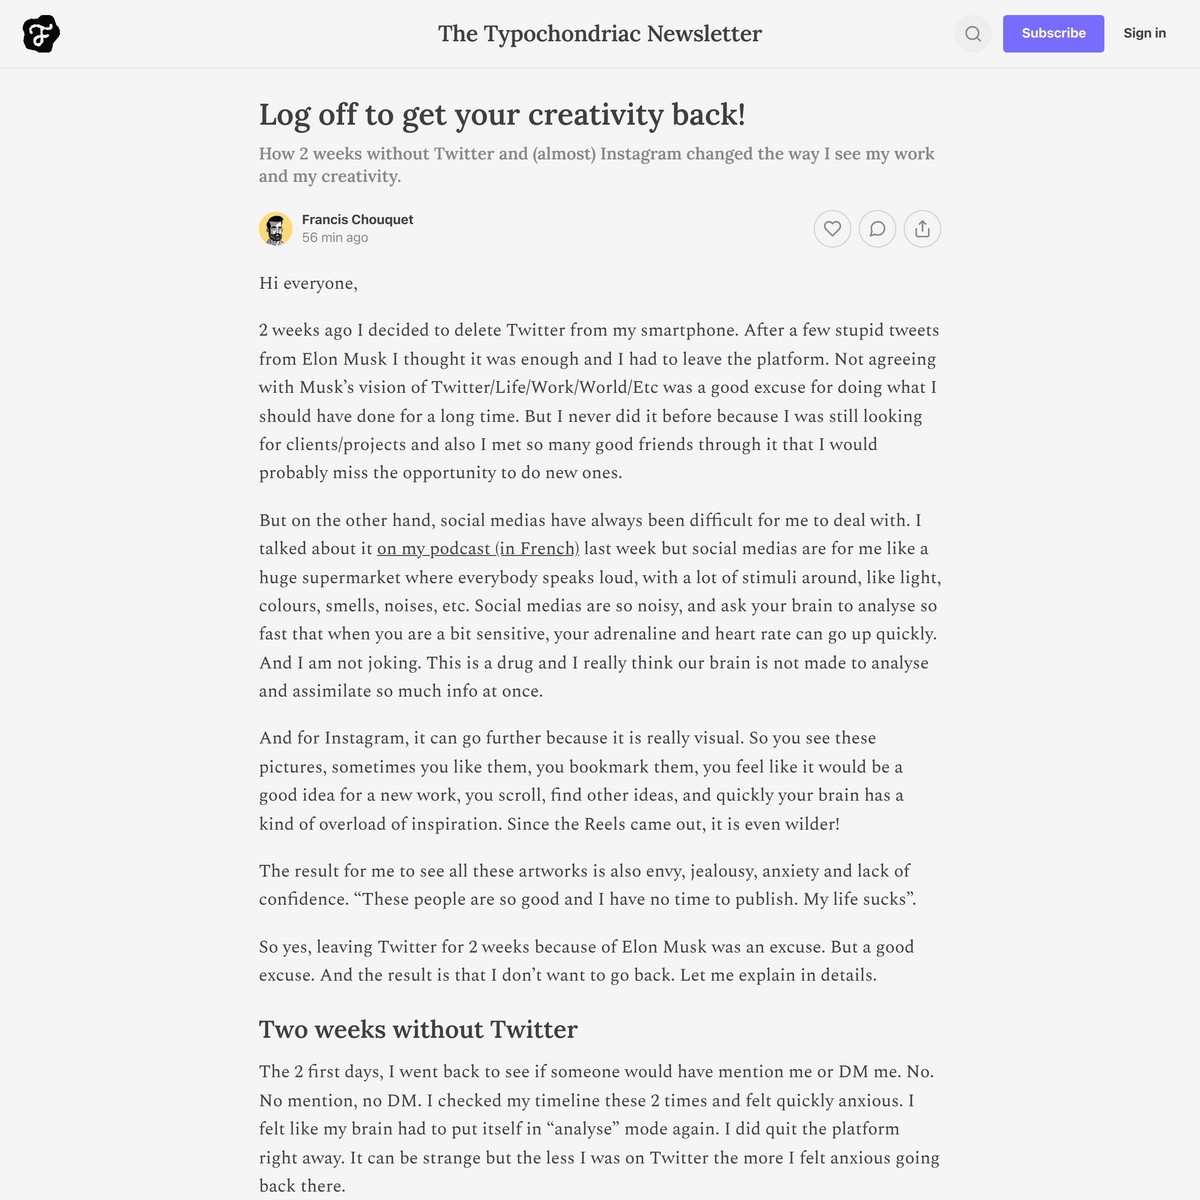 The Typochondriac Newsletter
Subscribe
Sign in
Log off to get your creativity back!
How 2 weeks without Twitter and (almost) Instagram changed the way I see my work
and my creativity.
Francis Chouquet
56 min ago
Hi everyone,
2 weeks ago I decided to delete Twitter from my smartphone. After a few stupid tweets
from Elon Musk I thought it was enough and I had to leave the platform. Not agreeing
with Musk’s vision of Twitter/Life/Work/World/Etc was a good excuse for doing what I
should have done for a long time. But I never did it before because I was still looking
for clients/projects and also I met so many good friends through it that I would
probably miss the opportunity to do new ones.
But on the other hand, social medias have always been difficult for me to deal with. I
talked about it on my podcast (in French) last week but social medias are for me like a
huge supermarket where everybody speaks loud, with a lot of stimuli around, like light,
colours, smells, noises, etc. Social medias are so noisy, and ask your brain to analyse so
fast that when you are a bit sensitive, your adrenaline and heart rate can go up quickly.
And I am not joking. This is a drug and I really think our brain is not made to analyse
and assimilate so much info at once.
And for Instagram, it can go further because it is really visual. So you see these
pictures, sometimes you like them, you bookmark them, you feel like it would be a
good idea for a new work, you scroll, find other ideas, and quickly your brain has a
kind of overload of inspiration. Since the Reels came out, it is even wilder!
The result for me to see all these artworks is also envy, jealousy, anxiety and lack of
confidence. “These people are so good and I have no time to publish. My life sucks”.
So yes, leaving Twitter for 2 weeks because of Elon Musk was an excuse. But a good
excuse. And the result is that I don’t want to go back. Let me explain in details.
Two weeks without Twitter
The 2 first days, I went back to see if someone would have mention me or DM me. No.
No mention, no DM. I checked my timeline these 2 times and felt quickly anxious. I
felt like my brain had to put itself in “analyse” mode again. I did quit the platform
right away. It can be strange but the less I was on Twitter the more I felt anxious going
back there.